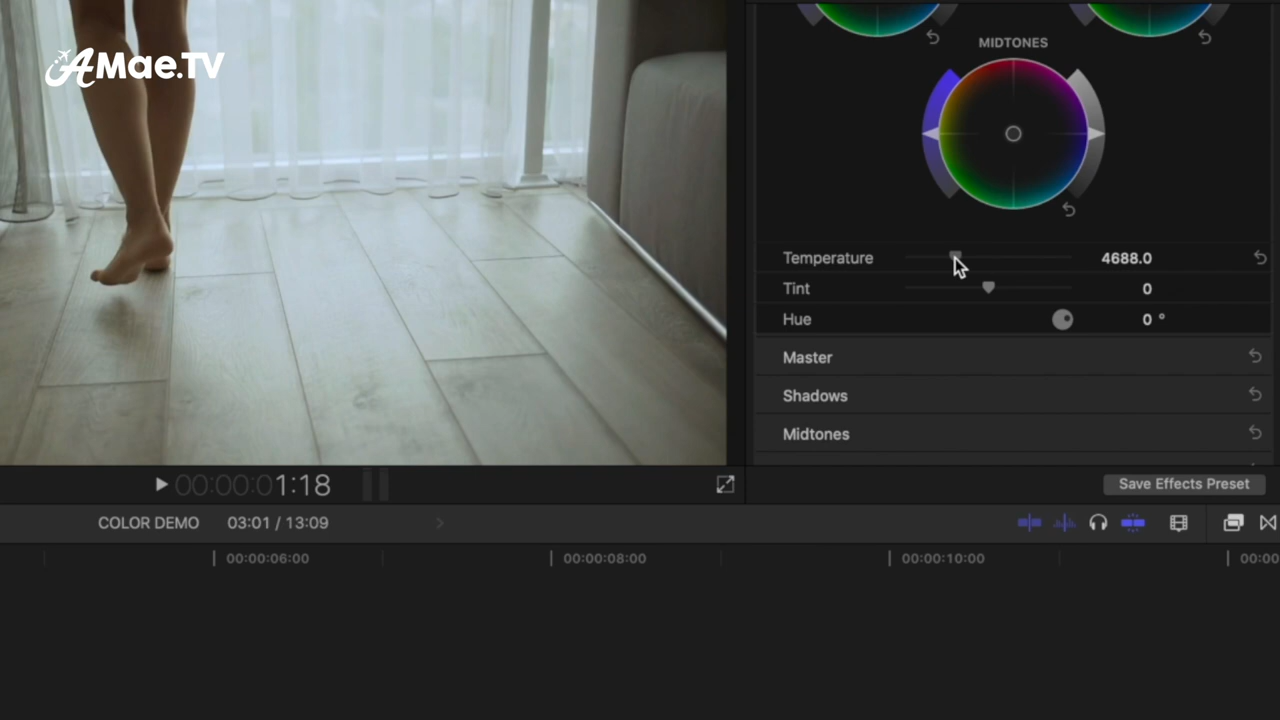 AMae.TV
MIDTONES
Temperature 4688.0
Tint 0
Hue 0 °
Master
Shadows
Midtones
00:00:01:18
Save Effects Preset
COLOR DEMO 03:01 / 13:09
00:00:06:00 00:00:08:00 00:00:10:00 00:00